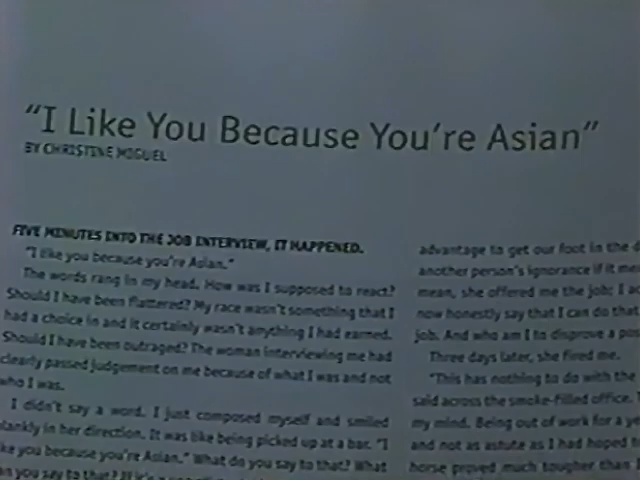 “I Like You Because You’re Asian”
BY CHRISTINE MIGUEL
FIVE MINUTES INTO THE JOB INTERVIEW, IT HAPPENED.
“I like you because you’re Asian.”
The words rang in my head. How was I supposed to react?
Should I have been flattered? My race wasn’t something that I
had a choice in and it certainly wasn’t anything I had earned.
Should I have been outraged? The woman interviewing me had
clearly passed judgement on me because of what I was and not
who I was.
I didn’t say a word. I just composed myself and smiled
blankly in her direction. It was like being picked up at a bar. “I
like you because you’re Asian.” What do you say to that? What
you say to that?
advantage to get our foot in the
another person’s ignorance if it
mean, she offered me the job; I
now honestly say that I can do that
job. And who am I to disprove a
Three days later, she fired me.
“This has nothing to do with the
said across the smoke-filled office.
my mind. Being out of work for a
and not as astute as I had hoped
horse proved much tougher than I